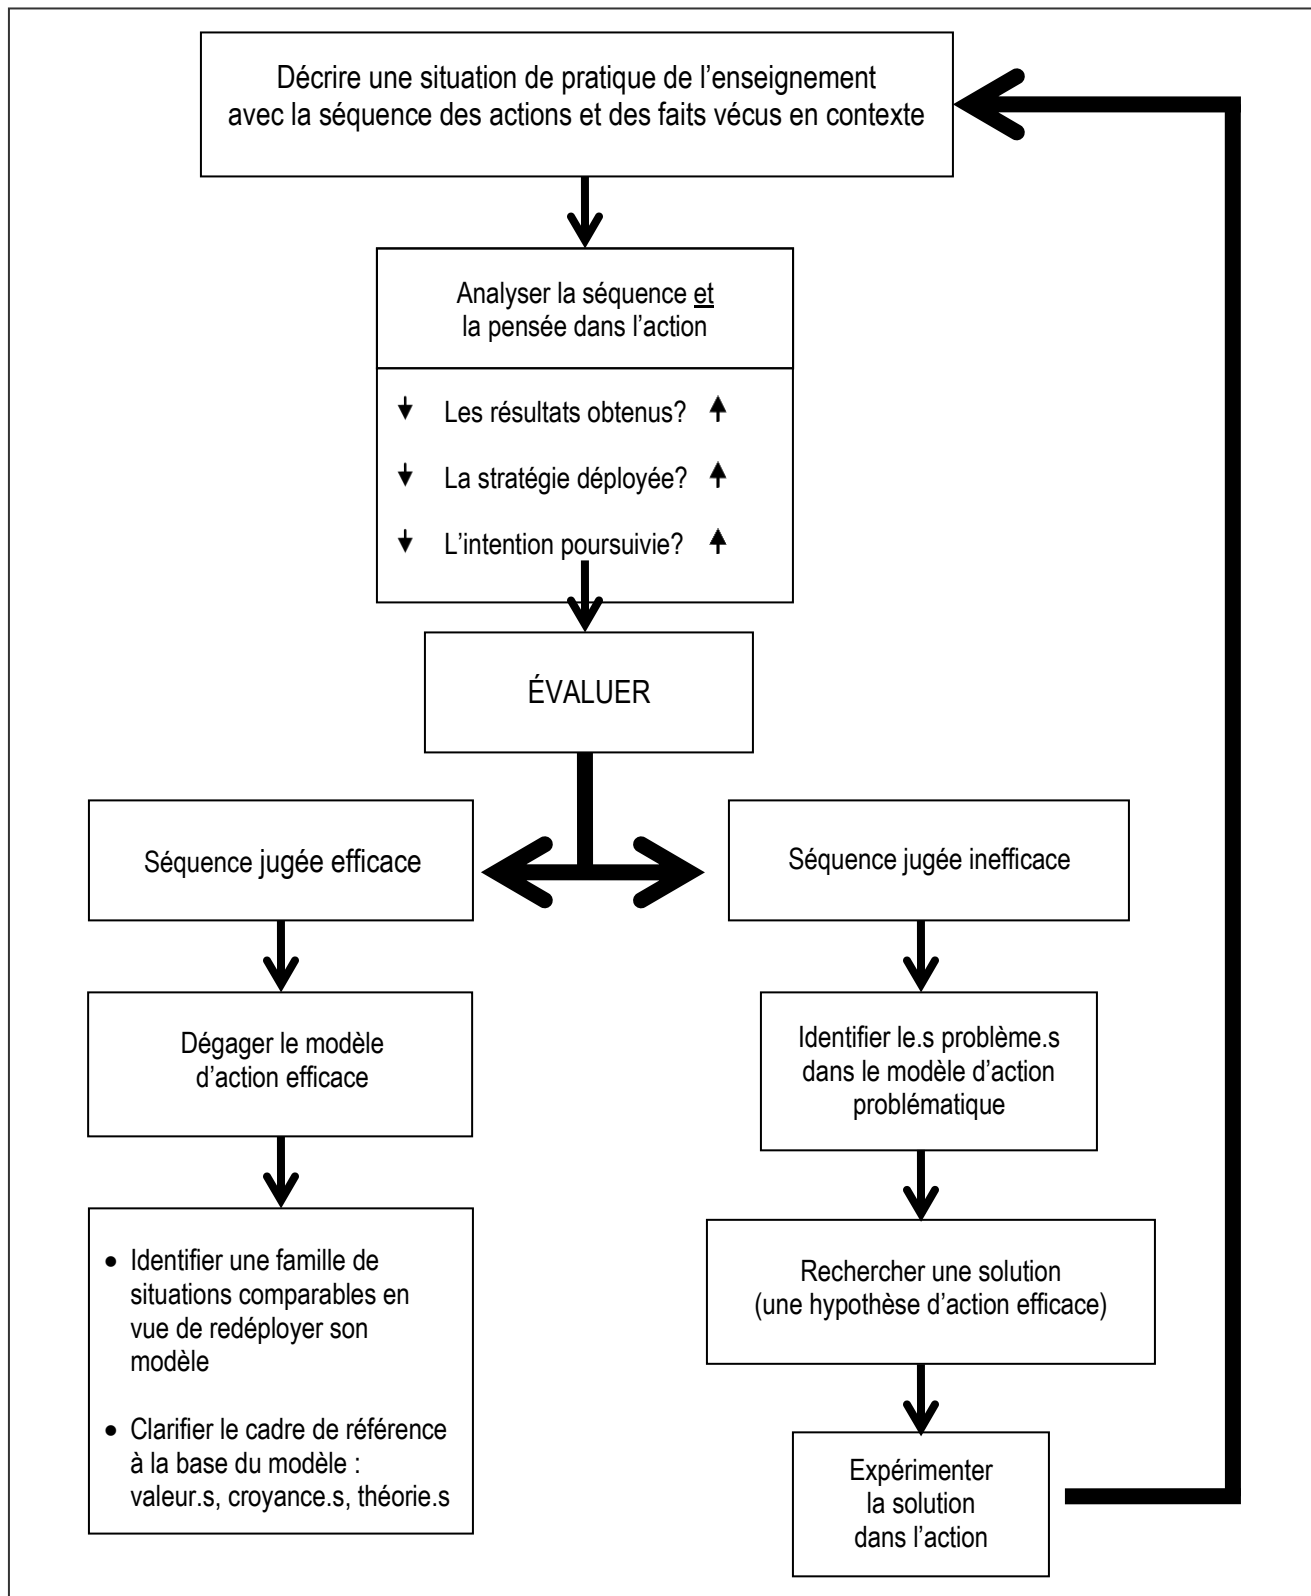 Décrire une situation de pratique de l’enseignement
avec la séquence des actions et des faits vécus en contexte
Analyser la séquence et
la pensée dans l’action
Les résultats obtenus?
La stratégie déployée?
L’intention poursuivie?
ÉVALUER
Séquence jugée efficace
Séquence jugée inefficace
Dégager le modèle
d’action efficace
Identifier le.s problème.s
dans le modèle d’action
problématique
• Identifier une famille de
situations comparables en
vue de redéployer son
modèle
• Clarifier le cadre de référence
à la base du modèle :
valeur.s, croyance.s, théorie.s
Rechercher une solution
(une hypothèse d’action efficace)
Expérimenter
la solution
dans l’action